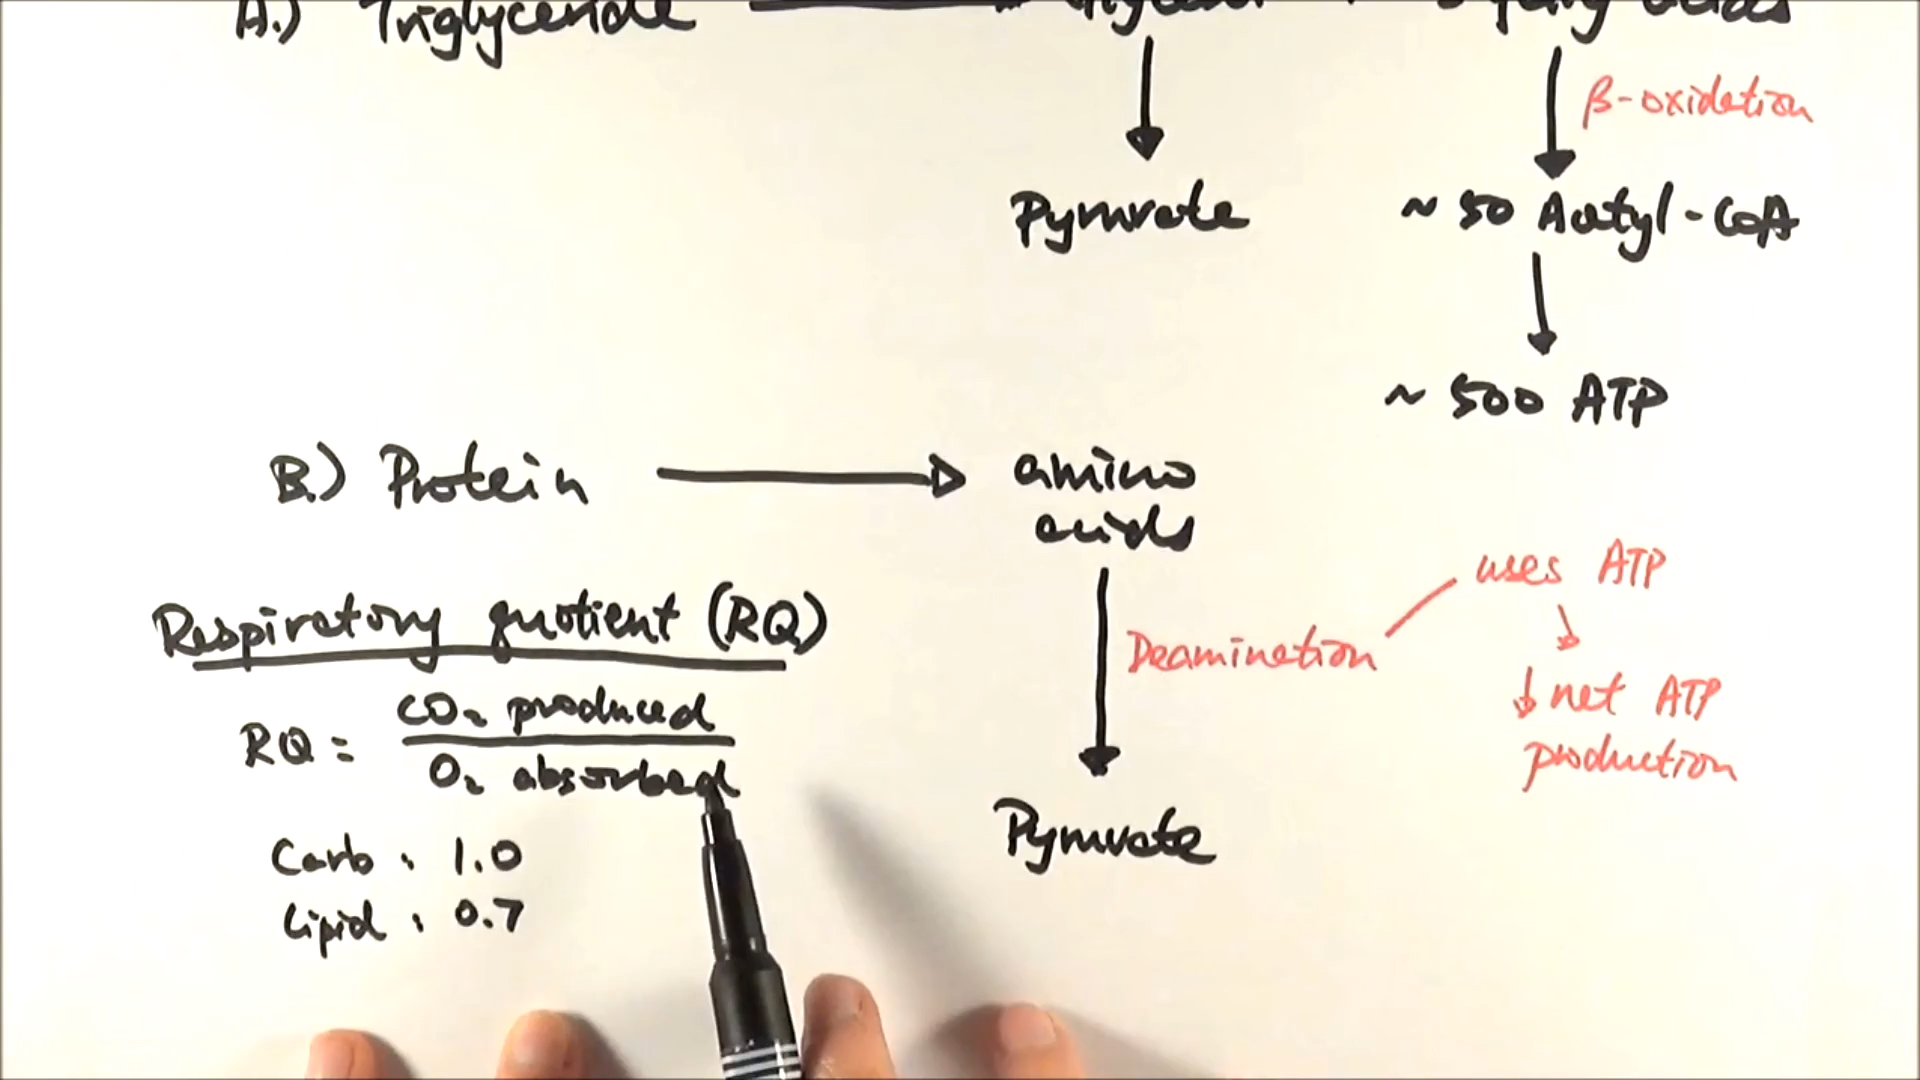 A.) Triglyceride
acids
β-oxidation
Pyruvate
~ 50 Acetyl-CoA
~ 500 ATP
B.) Protein
amino
acids
Respiratory quotient (RQ)
RQ = CO₂ produced
O₂ absorbed
Carb : 1.0
Lipid : 0.7
Deamination
uses ATP
↓ net ATP
production
Pyruvate